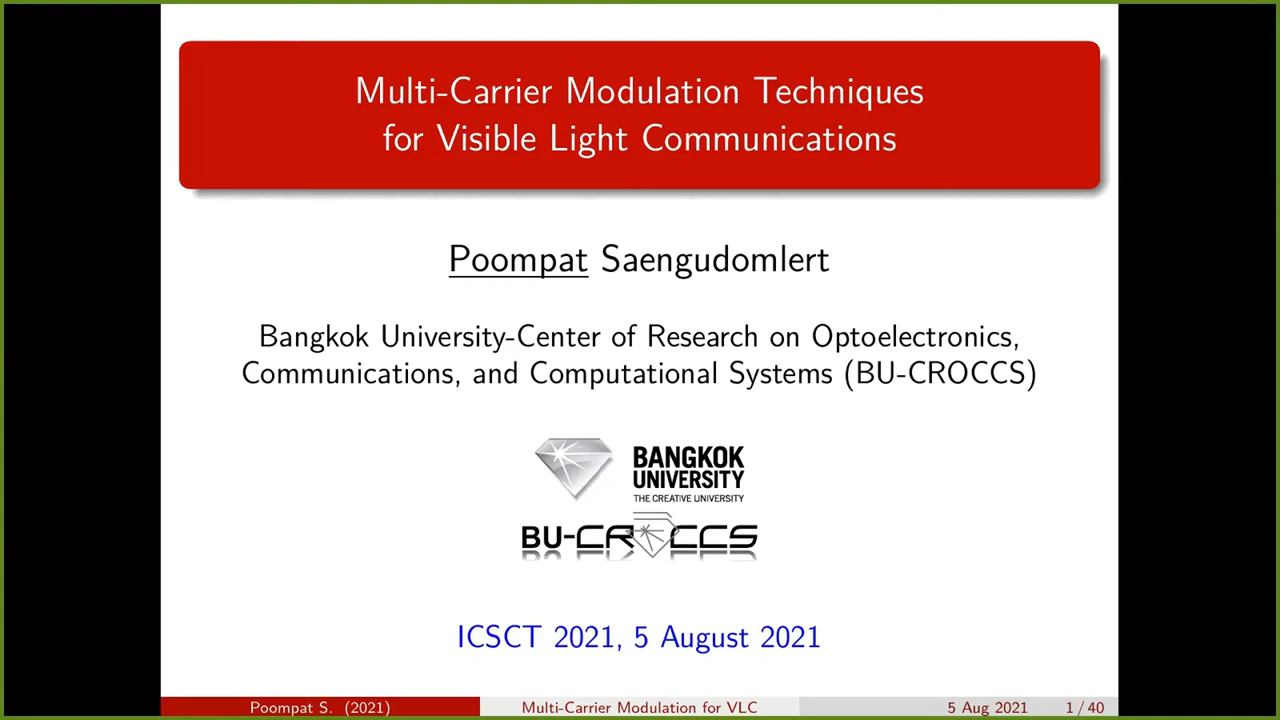 Multi-Carrier Modulation Techniques
for Visible Light Communications
Poompat Saengudomlert
Bangkok University-Center of Research on Optoelectronics,
Communications, and Computational Systems (BU-CROCCS)
BANGKOK
UNIVERSITY
THE CREATIVE UNIVERSITY
BU-CROCCS
ICSCT 2021, 5 August 2021
Poompat S. (2021) Multi-Carrier Modulation for VLC 5 Aug 2021 1 / 40